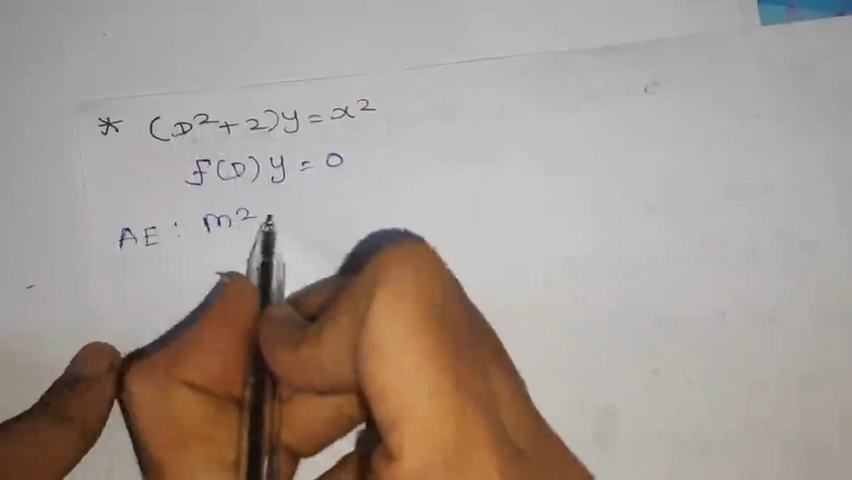 * (D²+2)y = x²
f(D)y = 0
AE : m²